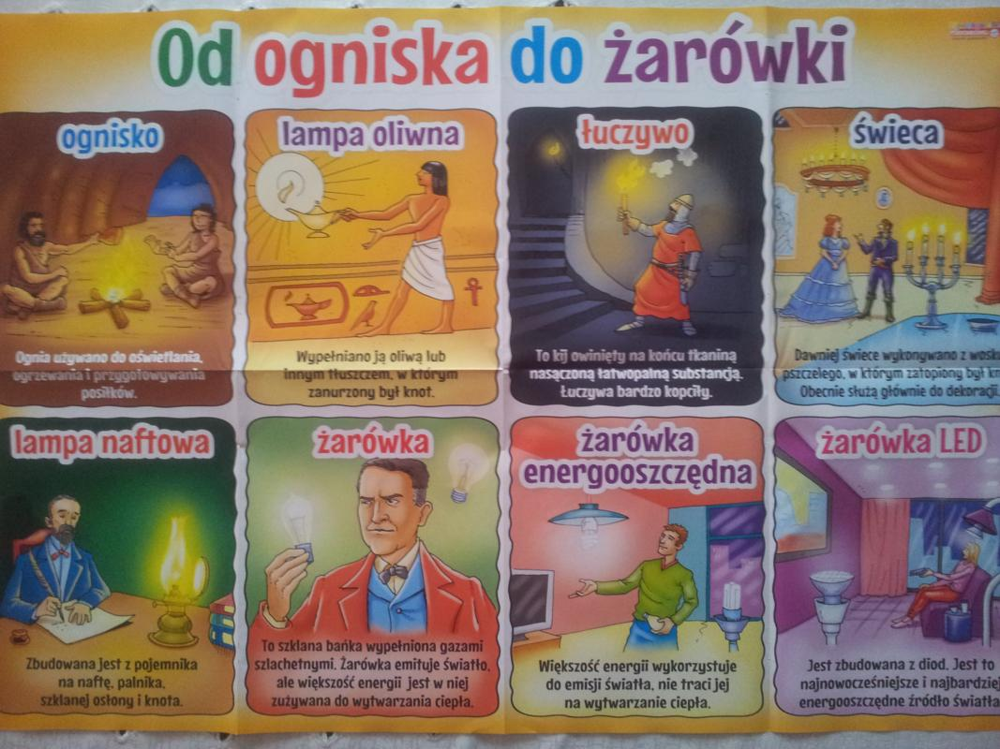 Od ogniska do żarówki
ognisko
Ognia używano do oświetlania,
ogrzewania i przygotowywania
posiłków.
lampa oliwna
Wypełniano ją oliwą lub
innym tłuszczem, w którym
zanurzony był knot.
łuczywo
To kij owinięty na końcu tkaniną
nasączoną łatwopalną substancją.
Łuczywa bardzo kopciły.
świeca
Dawniej świece wykonywano z wosku
pszczelego, w którym zatopiony był
Obecnie służą głównie do dekoracji.
lampa naftowa
Zbudowana jest z pojemnika
na naftę, palnika,
szklanej osłony i knota.
żarówka
To szklana bańka wypełniona gazami
szlachetnymi. Żarówka emituje światło,
ale większość energii jest w niej
zużywana do wytwarzania ciepła.
żarówka
energooszczędna
Większość energii wykorzystuje
do emisji światła, nie traci jej
na wytwarzanie ciepła.
żarówka LED
Jest zbudowana z diod. Jest to
najnowocześniejsze i najbardziej
energooszczędne źródło światła